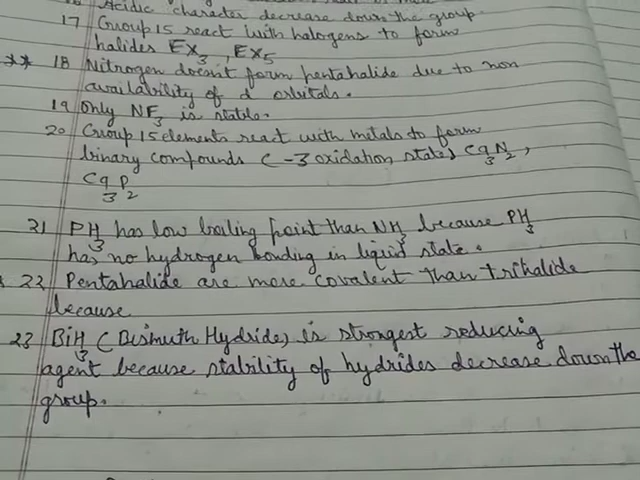 16 Acidic character decrease down the group
17 Group 15 react with halogens to form
halides EX3, EX5
** 18 Nitrogen doesn't form pentahalide due to non
availability of d orbitals.
19 Only NF3 is stable.
20 Group 15 elements react with metals to form
binary compounds (-3 oxidation state) Ca3N2,
Ca3P2
21 PH3 has low boiling point than NH3 because PH3
has no hydrogen bonding in liquid state.
22 Pentahalide are more covalent than trihalide
because
23 BiH3 (Bismuth Hydride) is strongest reducing
agent because stability of hydrides decrease down the
group.